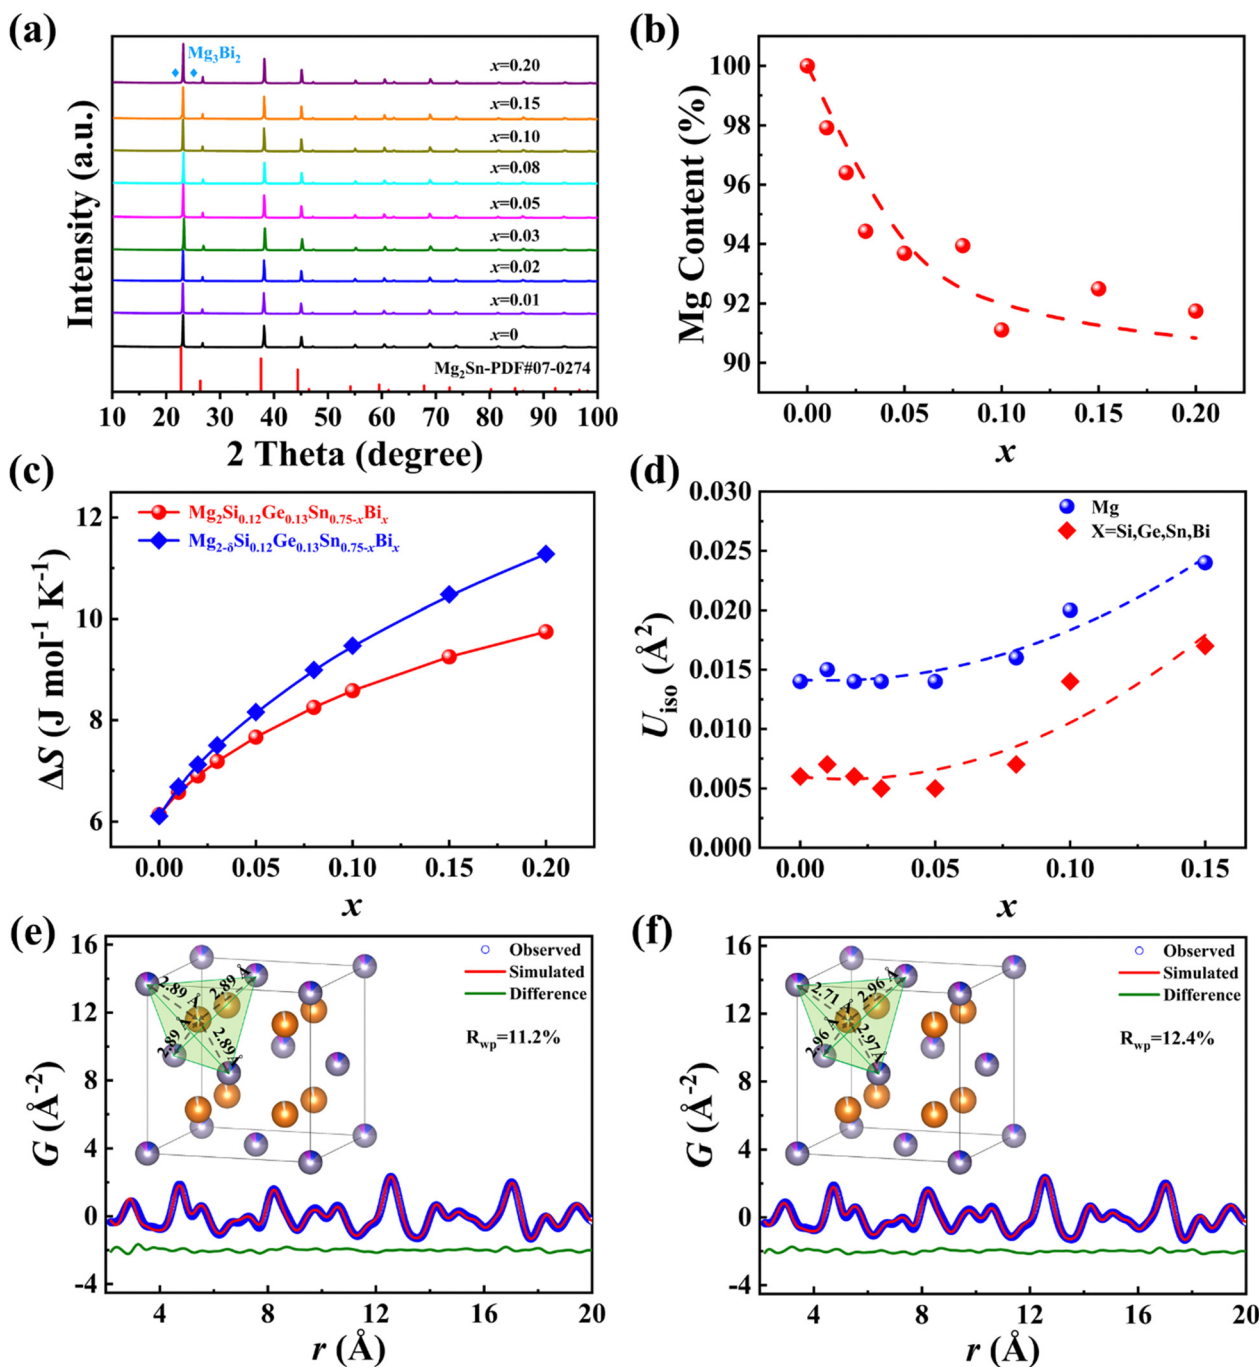 (a)
Mg₃Bi₂
x=0.20
x=0.15
x=0.10
x=0.08
x=0.05
x=0.03
x=0.02
x=0.01
x=0
Mg₂Sn-PDF#07-0274
Intensity (a.u.)
10 20 30 40 50 60 70 80 90 100
2 Theta (degree)
(b)
100
98
96
94
92
90
Mg Content (%)
0.00 0.05 0.10 0.15 0.20
x
(c)
Mg₂Si₀.₁₂Ge₀.₁₃Sn₀.₇₅₋ₓBiₓ
Mg₂₋δSi₀.₁₂Ge₀.₁₃Sn₀.₇₅₋ₓBiₓ
12
10
8
6
ΔS (J mol⁻¹ K⁻¹)
0.00 0.05 0.10 0.15 0.20
x
(d)
Mg
X=Si,Ge,Sn,Bi
0.030
0.025
0.020
0.015
0.010
0.005
0.000
Uiso (Å²)
0.00 0.05 0.10 0.15
x
(e)
Observed
Simulated
Difference
Rwp=11.2%
2.89 Å
2.89 Å
2.89 Å
2.89Å
16
12
8
4
0
-4
G (Å⁻²)
4 8 12 16 20
r (Å)
(f)
Observed
Simulated
Difference
Rwp=12.4%
2.71 Å
2.96 Å
2.96 Å
2.97Å
16
12
8
4
0
-4
G (Å⁻²)
4 8 12 16 20
r (Å)